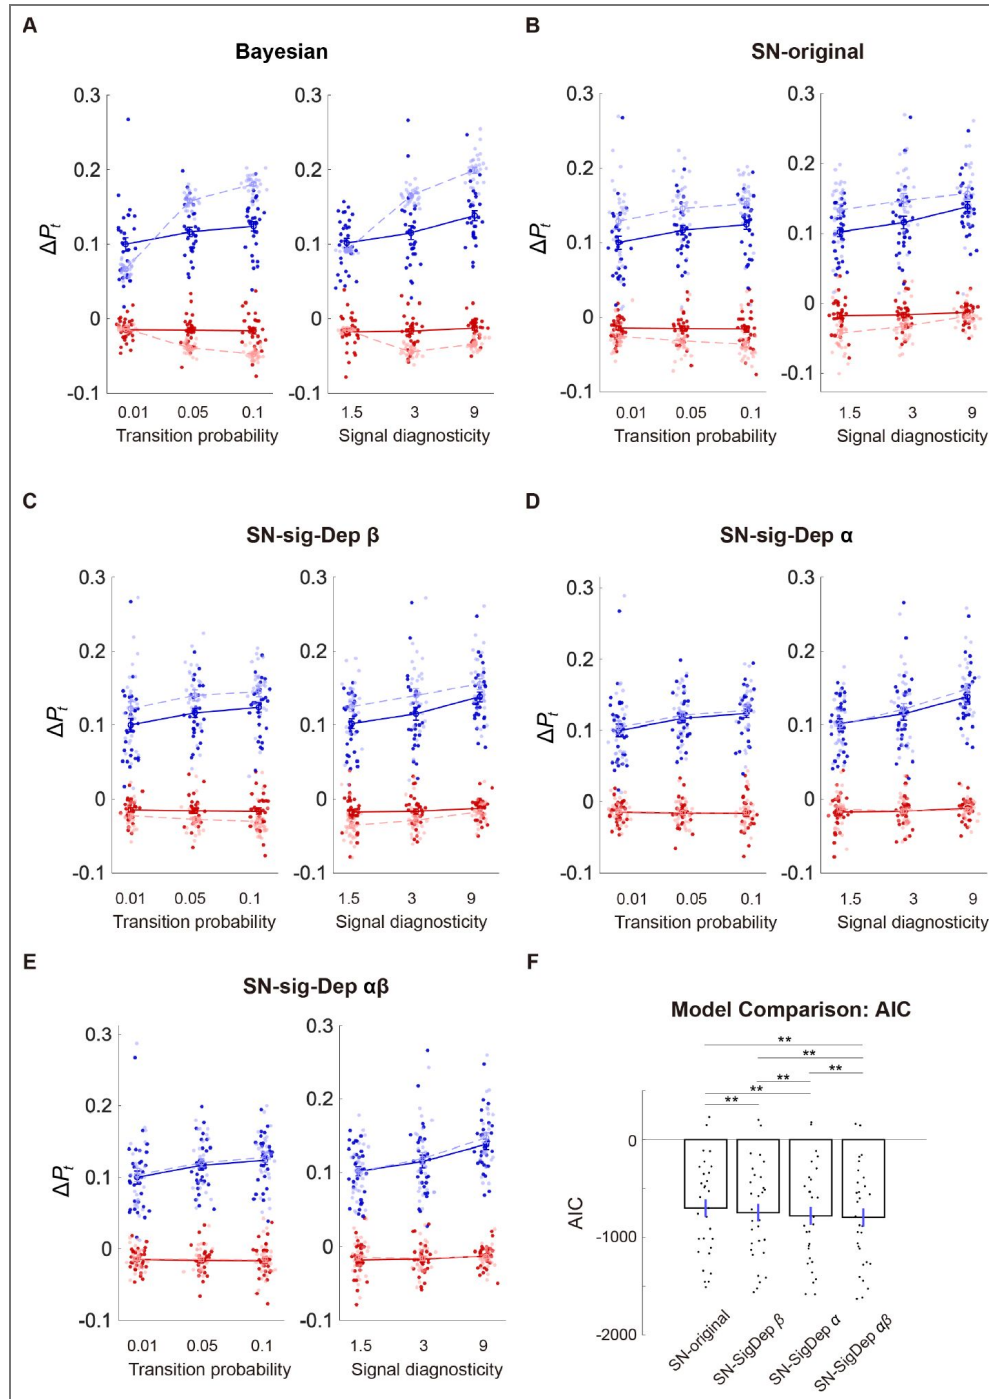 A
Bayesian
0.3
0.2
0.1
0
-0.1
ΔPt
0.01 0.05 0.1
Transition probability
0.3
0.2
0.1
0
-0.1
1.5 3 9
Signal diagnosticity
B
SN-original
0.3
0.2
0.1
0
-0.1
ΔPt
0.01 0.05 0.1
Transition probability
0.3
0.2
0.1
0
-0.1
1.5 3 9
Signal diagnosticity
C
SN-sig-Dep β
0.3
0.2
0.1
0
-0.1
ΔPt
0.01 0.05 0.1
Transition probability
0.3
0.2
0.1
0
-0.1
1.5 3 9
Signal diagnosticity
D
SN-sig-Dep α
0.3
0.2
0.1
0
-0.1
ΔPt
0.01 0.05 0.1
Transition probability
0.3
0.2
0.1
0
-0.1
1.5 3 9
Signal diagnosticity
E
SN-sig-Dep αβ
0.3
0.2
0.1
0
-0.1
ΔPt
0.01 0.05 0.1
Transition probability
0.3
0.2
0.1
0
-0.1
1.5 3 9
Signal diagnosticity
F
Model Comparison: AIC
**
**
**
**
**
**
0
-1000
-2000
AIC
SN-original
SN-SigDep β
SN-SigDep α
SN-SigDep αβ